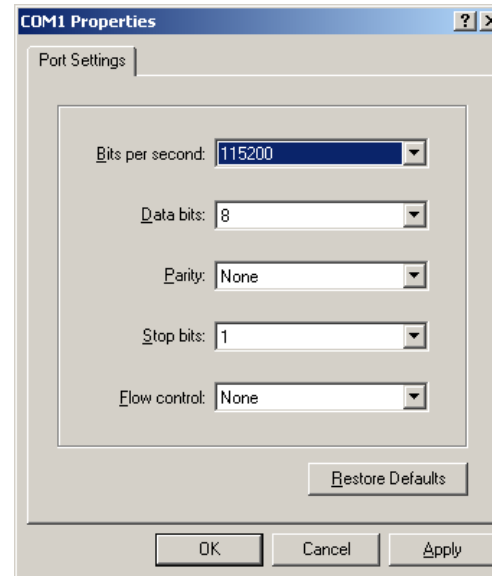 COM1 Properties
Port Settings
Bits per second: 115200
Data bits: 8
Parity: None
Stop bits: 1
Flow control: None
Restore Defaults
OK Cancel Apply